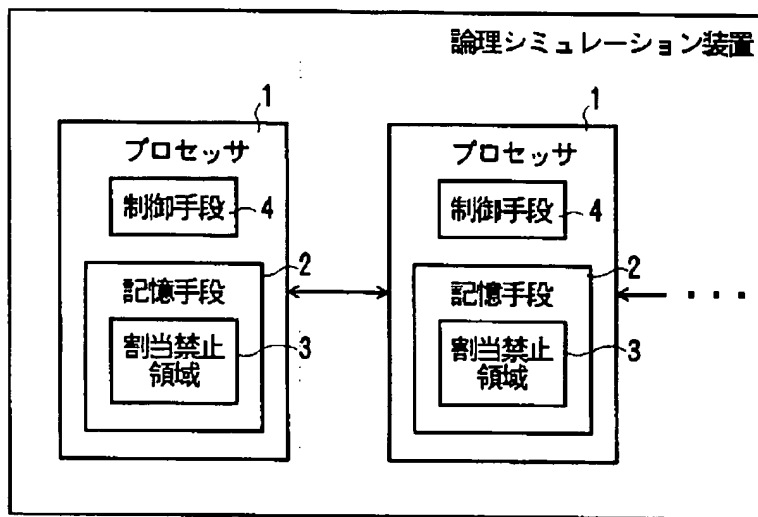 論理シミュレーション装置
1
プロセッサ
制御手段
4
2
記憶手段
割当禁止
領域
3
1
プロセッサ
制御手段
4
2
記憶手段
割当禁止
領域
3